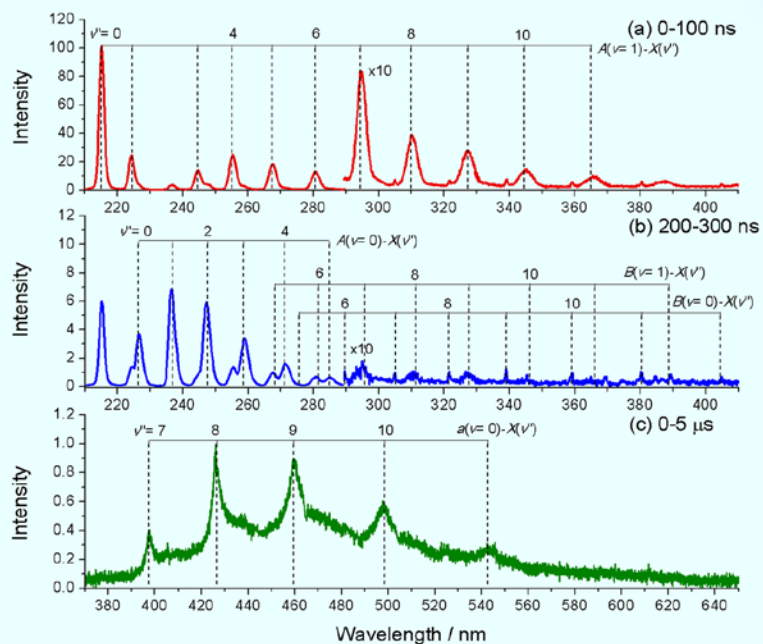 (a) 0-100 ns
v'' = 0 4 6 8 10
A(v= 1)-X(v'')
x10
Intensity
120
100
80
60
40
20
0
220 240 260 280 300 320 340 360 380 400
(b) 200-300 ns
v'' = 0 2 4
A(v=0)-X(v'')
6 8 10
B(v= 1)-X(v'')
6 8 10
B(v=0)-X(v'')
x10
Intensity
12
10
8
6
4
2
0
220 240 260 280 300 320 340 360 380 400
(c) 0-5 µs
v''= 7 8 9 10
a(v= 0)-X(v'')
Intensity
1.0
0.8
0.6
0.4
0.2
0.0
380 400 420 440 460 480 500 520 540 560 580 600 620 640
Wavelength / nm